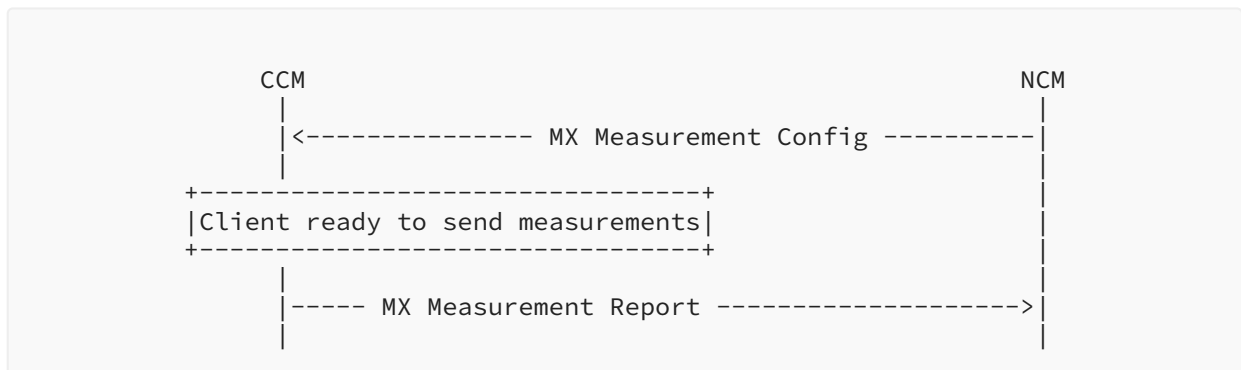 CCM NCM
| |
|<--------------- MX Measurement Config ----------|
| |
+---------------------------------+ |
|Client ready to send measurements| |
+---------------------------------+ |
| |
|----- MX Measurement Report -------------------->|
| |